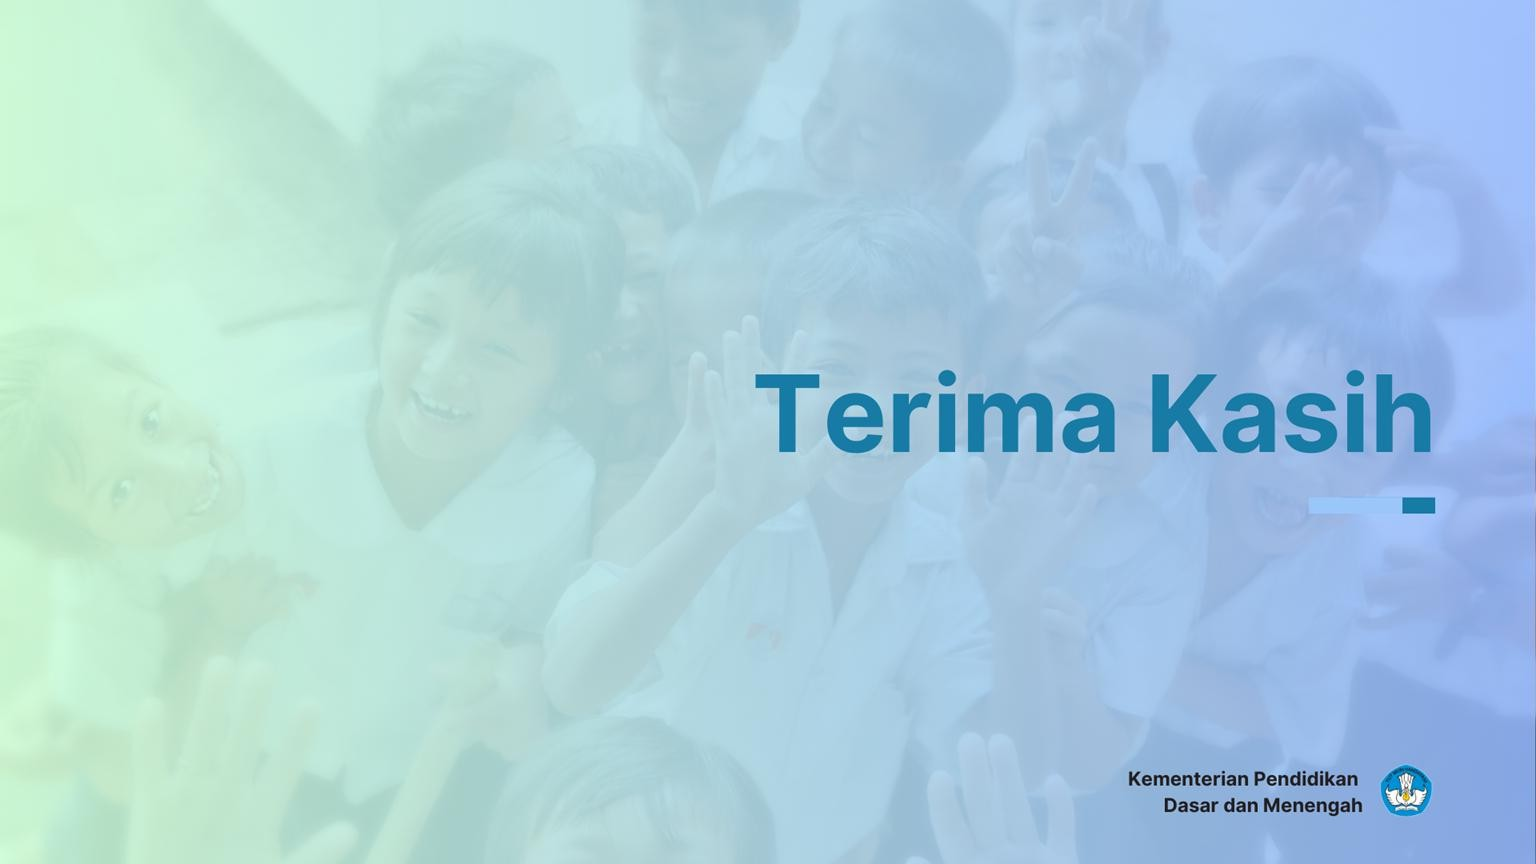 Terima Kasih
Kementerian Pendidikan
Dasar dan Menengah